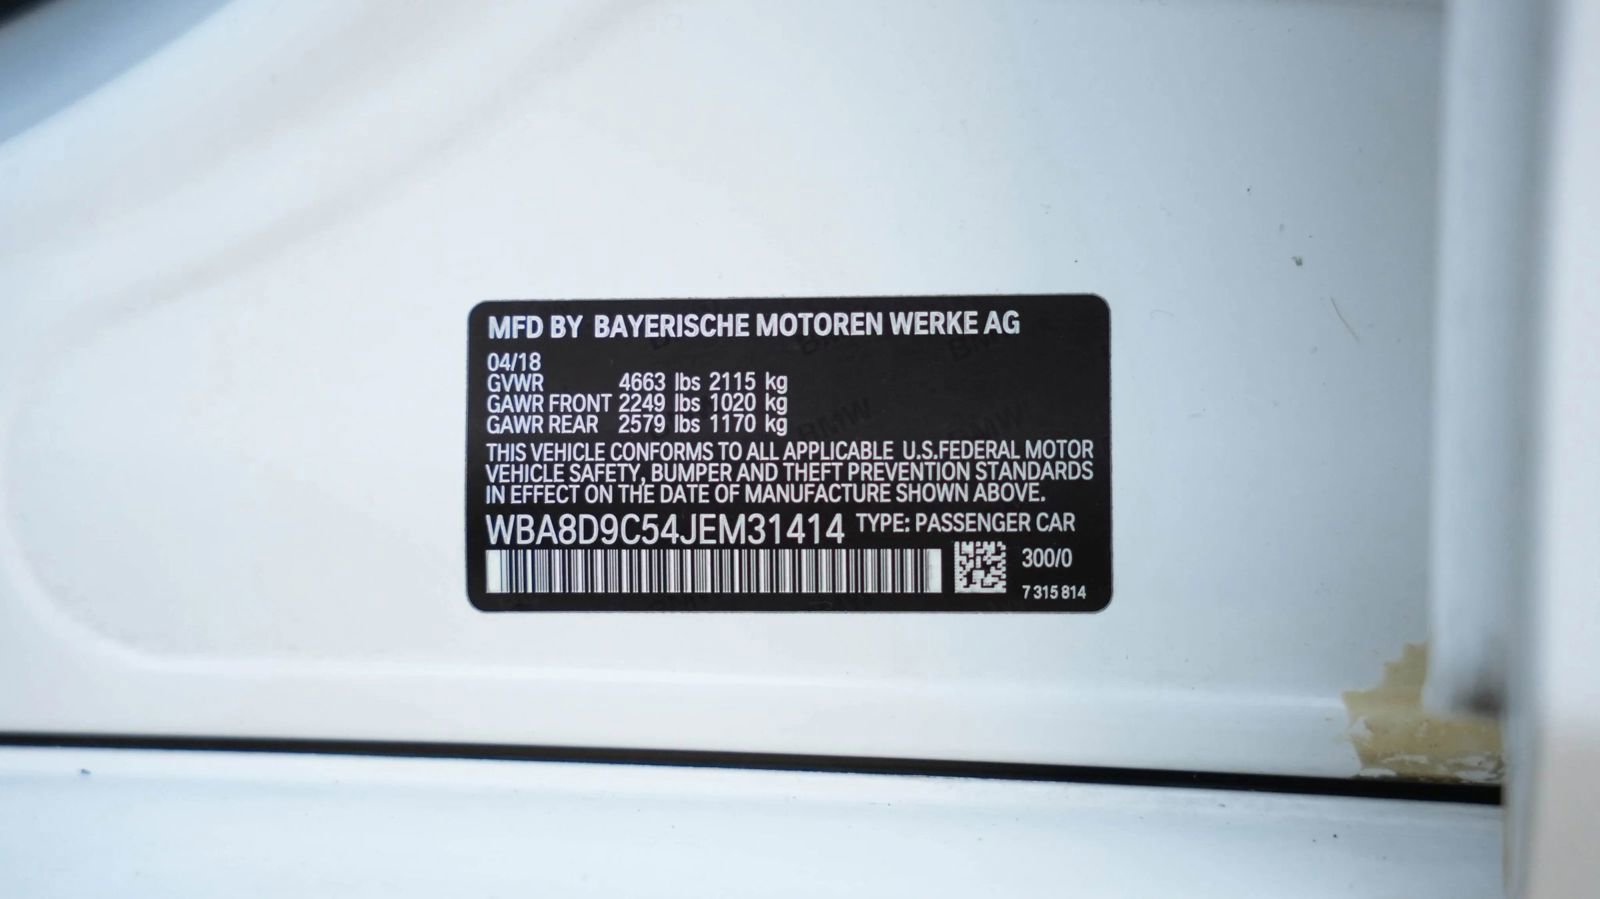 MFD BY BAYERISCHE MOTOREN WERKE AG
04/18
GVWR 4663 lbs 2115 kg
GAWR FRONT 2249 lbs 1020 kg
GAWR REAR 2579 lbs 1170 kg
THIS VEHICLE CONFORMS TO ALL APPLICABLE U.S.FEDERAL MOTOR
VEHICLE SAFETY, BUMPER AND THEFT PREVENTION STANDARDS
IN EFFECT ON THE DATE OF MANUFACTURE SHOWN ABOVE.
WBA8D9C54JEM31414 TYPE: PASSENGER CAR
300/0
7 315 814